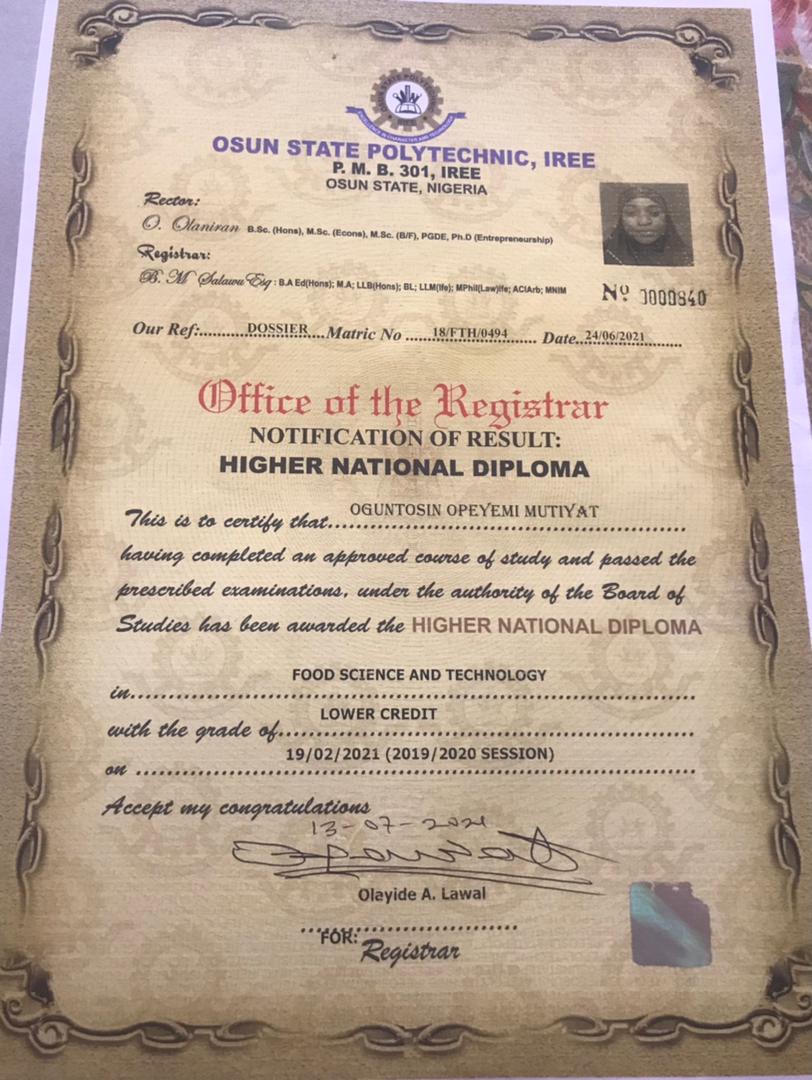 OSUN STATE POLYTECHNIC, IREE
P. M. B. 301, IREE
OSUN STATE, NIGERIA
Rector:
O. Olaniran B.Sc. (Hons), M.Sc. (Econs), M.Sc. (B/F), PGDE, Ph.D (Entrepreneurship)
Registrar:
B. M Salawu Esq : B.A Ed(Hons); M.A; LLB(Hons); BL; LLM(Ife); MPhil(Law)Ife; ACIArb; MNIM
Nº 0000840
Our Ref:.........DOSSIER....Matric No ......18/FTH/0494........ Date..24/06/2021........
Office of the Registrar
NOTIFICATION OF RESULT:
HIGHER NATIONAL DIPLOMA
This is to certify that...OGUNTOSIN OPEYEMI MUTIYAT............
having completed an approved course of study and passed the
prescribed examinations, under the authority of the Board of
Studies has been awarded the HIGHER NATIONAL DIPLOMA
in...FOOD SCIENCE AND TECHNOLOGY............
with the grade of...LOWER CREDIT............
on ...19/02/2021 (2019/2020 SESSION)............
Accept my congratulations
13-07-2021
Olayide A. Lawal
FOR: Registrar